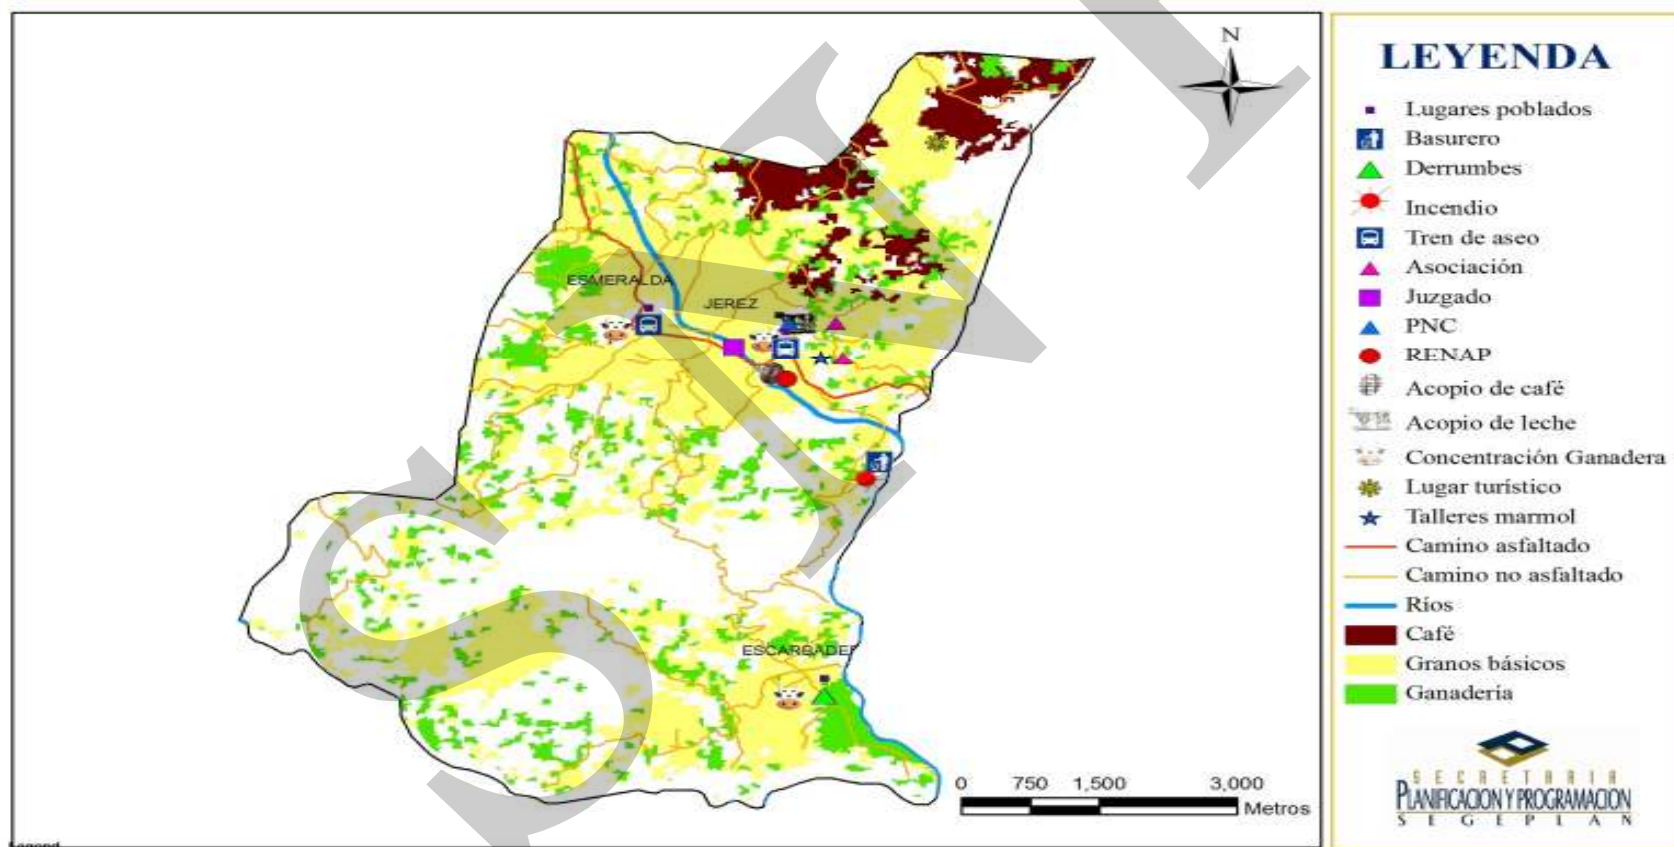 N
ESMERALDA
JEREZ
ESCARBADE
0 750 1,500 3,000
Metros
LEYENDA
Lugares poblados
Basurero
Derrumbes
Incendio
Tren de aseo
Asociación
Juzgado
PNC
RENAP
Acopio de café
Acopio de leche
Concentración Ganadera
Lugar turístico
Talleres marmol
Camino asfaltado
Camino no asfaltado
Ríos
Café
Granos básicos
Ganadería
SECRETARIA
PLANIFICACION Y PROGRAMACION
SEGEPLAN